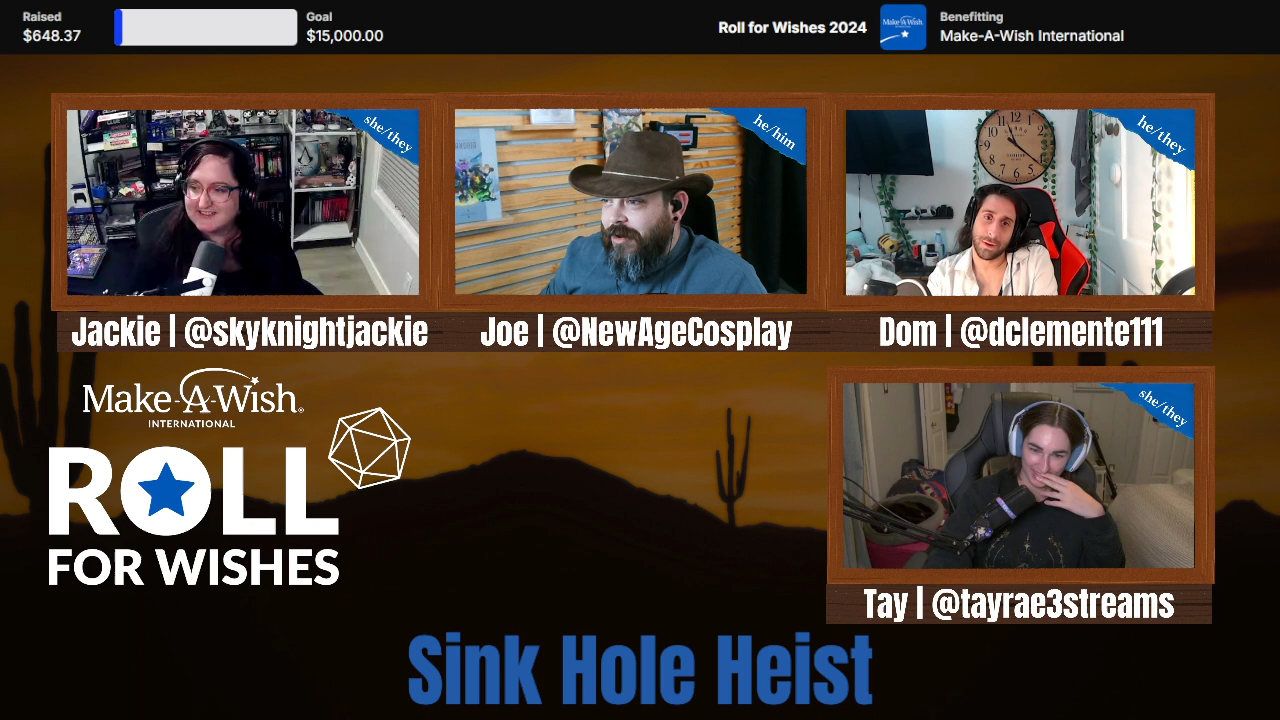 Raised
$648.37
Goal
$15,000.00
Roll for Wishes 2024
Make-A-Wish
Benefitting
Make-A-Wish International
she/they
he/him
he/they
Jackie | @skyknightjackie
Joe | @NewAgeCosplay
Dom | @dclemente111
Make-A-Wish®
INTERNATIONAL
ROLL
FOR WISHES
she/they
Tay | @tayrae3streams
Sink Hole Heist